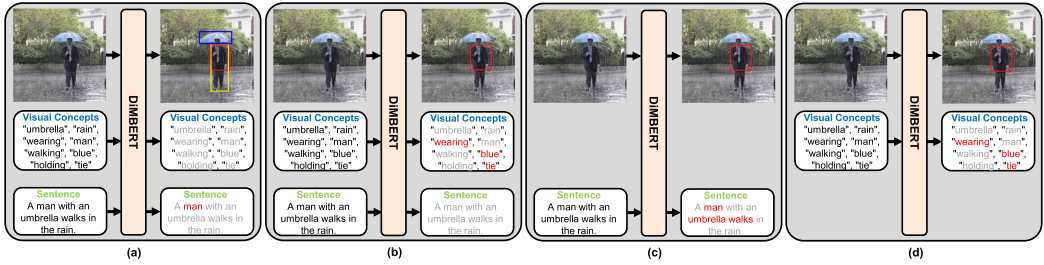 DiMBERT
Visual Concepts
"umbrella", "rain",
"wearing", "man",
"walking", "blue",
"holding", "tie"
Visual Concepts
"umbrella", "rain",
"wearing", "man",
"walking", "blue",
"holding", "tie"
Sentence
A man with an
umbrella walks in
the rain.
Sentence
A man with an
umbrella walks in
the rain.
(a)
DiMBERT
Visual Concepts
"umbrella", "rain",
"wearing", "man",
"walking", "blue",
"holding", "tie"
Visual Concepts
"umbrella", "rain",
"wearing", "man",
"walking", "blue",
"holding", "tie"
Sentence
A man with an
umbrella walks in
the rain.
Sentence
A man with an
umbrella walks in
the rain.
(b)
DiMBERT
Sentence
A man with an
umbrella walks in
the rain.
Sentence
A man with an
umbrella walks in
the rain.
(c)
DiMBERT
Visual Concepts
"umbrella", "rain",
"wearing", "man",
"walking", "blue",
"holding", "tie"
Visual Concepts
"umbrella", "rain",
"wearing", "man",
"walking", "blue",
"holding", "tie"
(d)